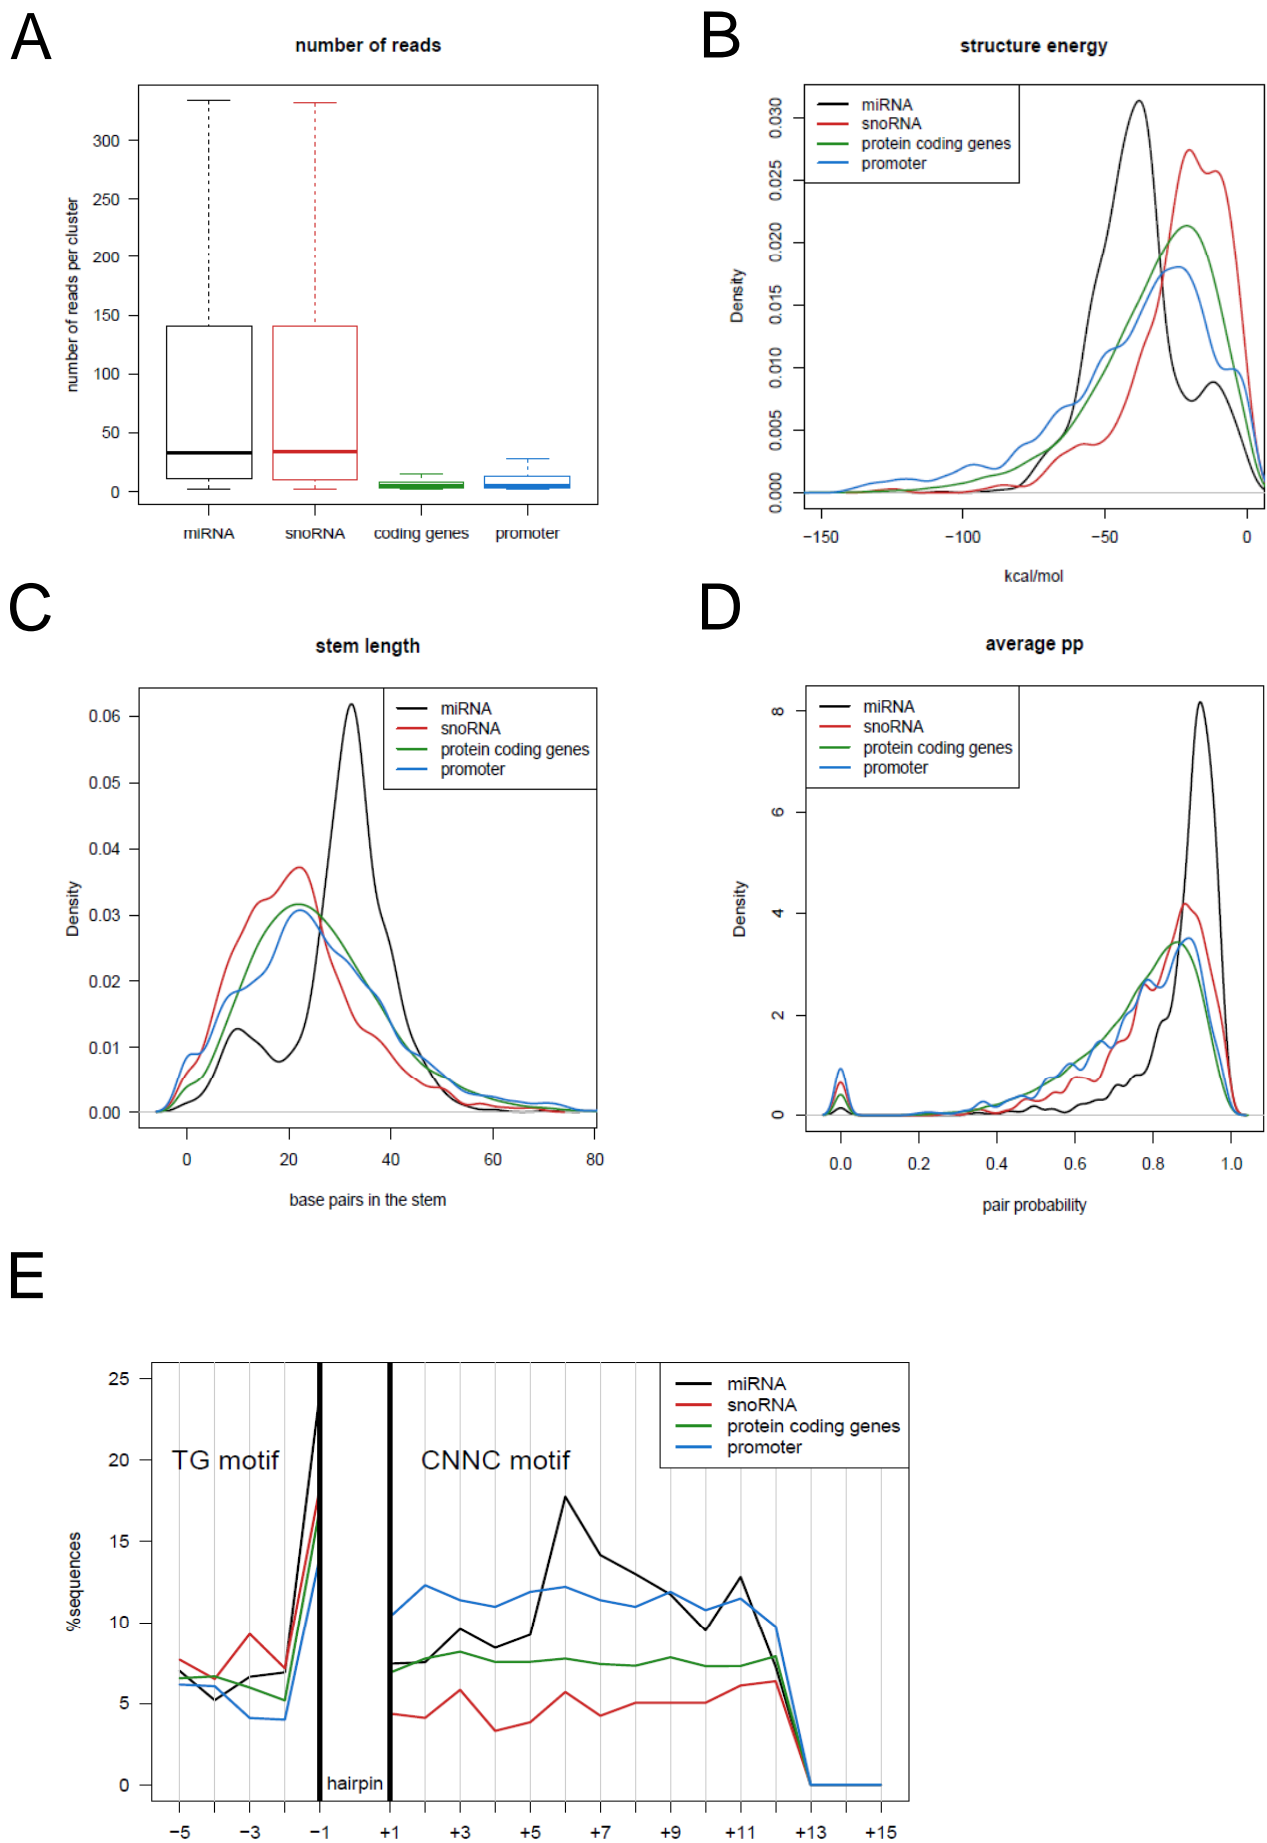 A
number of reads
number of reads per cluster
300
250
200
150
100
50
0
miRNA
snoRNA
coding genes
promoter
B
structure energy
miRNA
snoRNA
protein coding genes
promoter
Density
0.030
0.025
0.020
0.015
0.010
0.005
0.000
−150
−100
−50
0
kcal/mol
C
stem length
miRNA
snoRNA
protein coding genes
promoter
Density
0.06
0.05
0.04
0.03
0.02
0.01
0.00
0
20
40
60
80
base pairs in the stem
D
average pp
miRNA
snoRNA
protein coding genes
promoter
Density
8
6
4
2
0
0.0
0.2
0.4
0.6
0.8
1.0
pair probability
E
miRNA
snoRNA
protein coding genes
promoter
TG motif
CNNC motif
hairpin
%sequences
25
20
15
10
5
0
−5
−3
−1
+1
+3
+5
+7
+9
+11
+13
+15